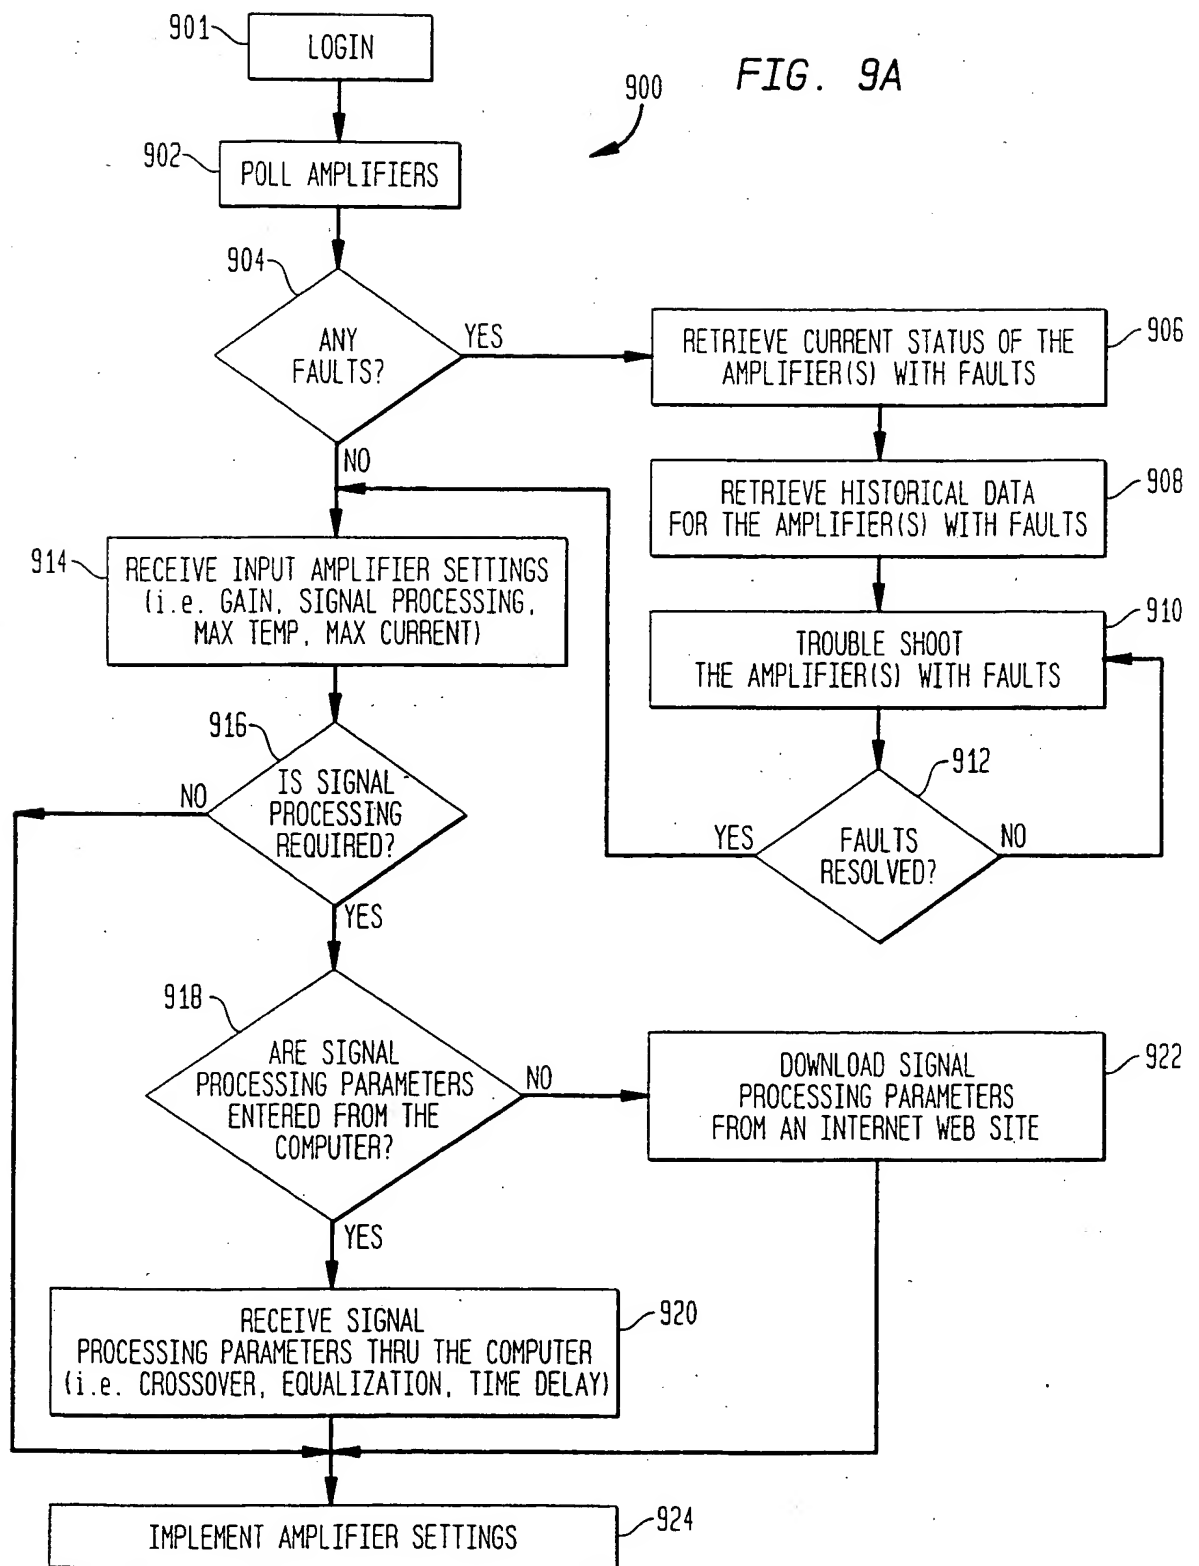 FIG. 9A
900
901
LOGIN
902
POLL AMPLIFIERS
904
ANY
FAULTS?
YES
NO
906
RETRIEVE CURRENT STATUS OF THE
AMPLIFIER(S) WITH FAULTS
908
RETRIEVE HISTORICAL DATA
FOR THE AMPLIFIER(S) WITH FAULTS
910
TROUBLE SHOOT
THE AMPLIFIER(S) WITH FAULTS
912
FAULTS
RESOLVED?
YES
NO
914
RECEIVE INPUT AMPLIFIER SETTINGS
(i.e. GAIN, SIGNAL PROCESSING,
MAX TEMP, MAX CURRENT)
916
IS SIGNAL
PROCESSING
REQUIRED?
NO
YES
918
ARE SIGNAL
PROCESSING PARAMETERS
ENTERED FROM THE
COMPUTER?
NO
YES
922
DOWNLOAD SIGNAL
PROCESSING PARAMETERS
FROM AN INTERNET WEB SITE
920
RECEIVE SIGNAL
PROCESSING PARAMETERS THRU THE COMPUTER
(i.e. CROSSOVER, EQUALIZATION, TIME DELAY)
924
IMPLEMENT AMPLIFIER SETTINGS